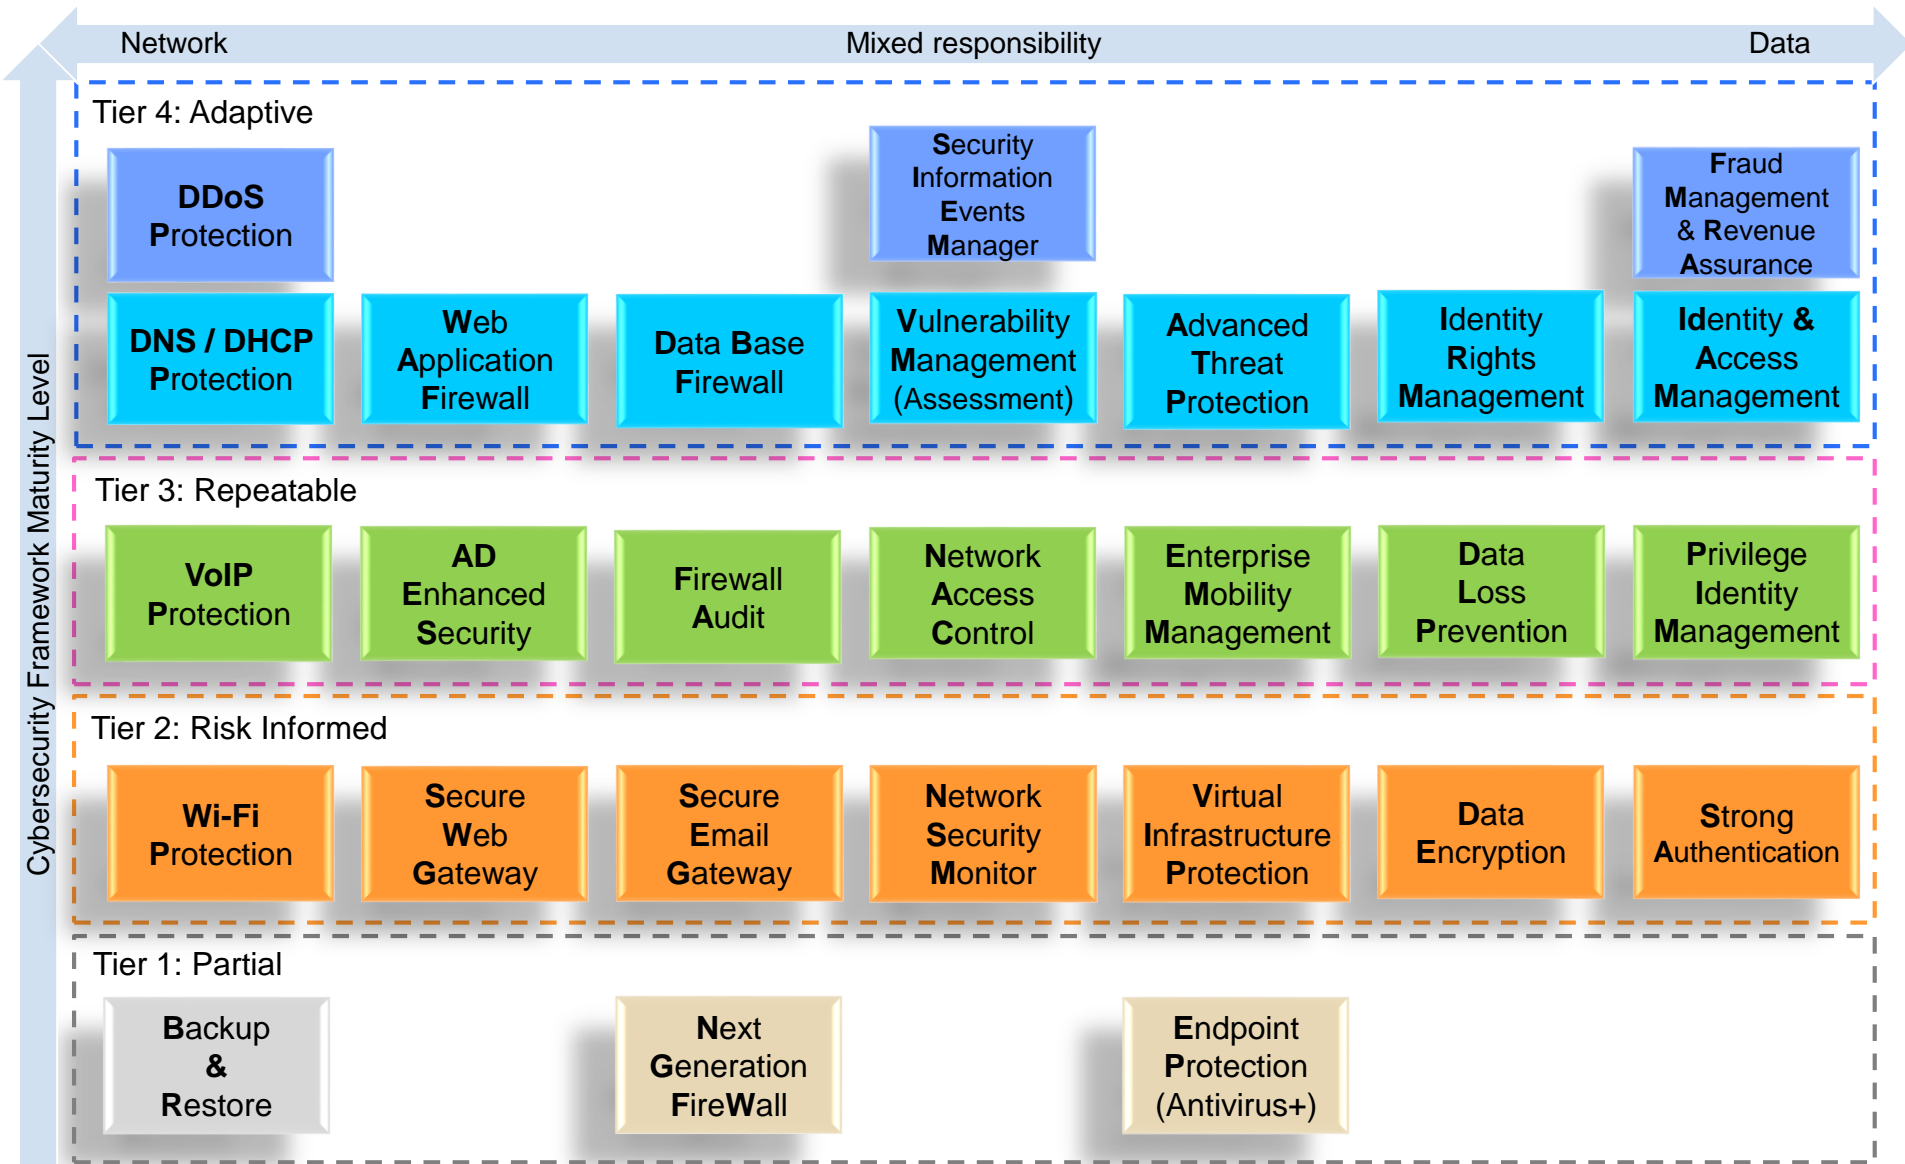 Network
Mixed responsibility
Data
Cybersecurity Framework Maturity Level
Tier 4: Adaptive
DDoS
Protection
Security
Information
Events
Manager
Fraud
Management
& Revenue
Assurance
DNS / DHCP
Protection
Web
Application
Firewall
Data Base
Firewall
Vulnerability
Management
(Assessment)
Advanced
Threat
Protection
Identity
Rights
Management
Identity &
Access
Management
Tier 3: Repeatable
VoIP
Protection
AD
Enhanced
Security
Firewall
Audit
Network
Access
Control
Enterprise
Mobility
Management
Data
Loss
Prevention
Privilege
Identity
Management
Tier 2: Risk Informed
Wi-Fi
Protection
Secure
Web
Gateway
Secure
Email
Gateway
Network
Security
Monitor
Virtual
Infrastructure
Protection
Data
Encryption
Strong
Authentication
Tier 1: Partial
Backup
&
Restore
Next
Generation
FireWall
Endpoint
Protection
(Antivirus+)